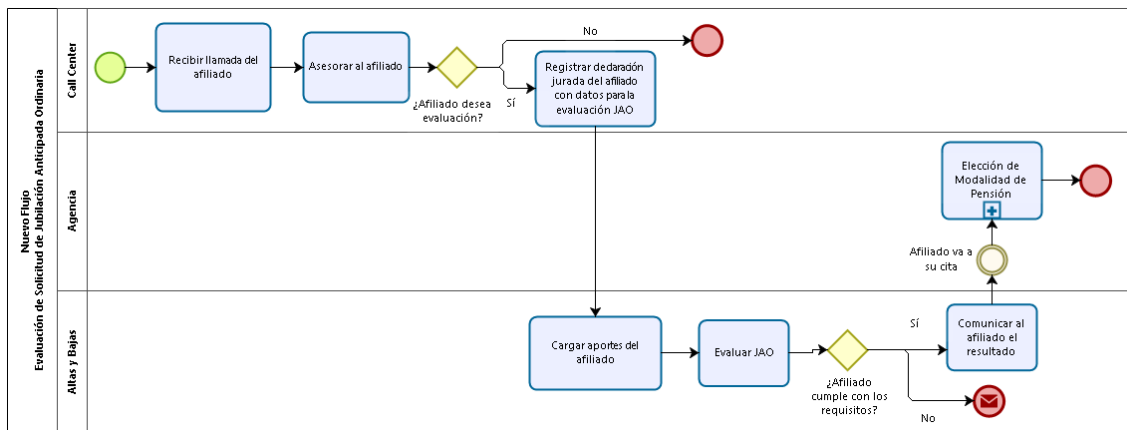 Nuevo Flujo
Evaluación de Solicitud de Jubilación Anticipada Ordinaria
Call Center
Recibir llamada del
afiliado
Asesorar al afiliado
¿Afiliado desea
evaluación?
No
Sí
Registrar declaración
jurada del afiliado
con datos para la
evaluación JAO
Agencia
Elección de
Modalidad de
Pensión
Afiliado va a
su cita
Altas y Bajas
Cargar aportes del
afiliado
Evaluar JAO
¿Afiliado
cumple con los
requisitos?
Sí
No
Comunicar al
afiliado el
resultado